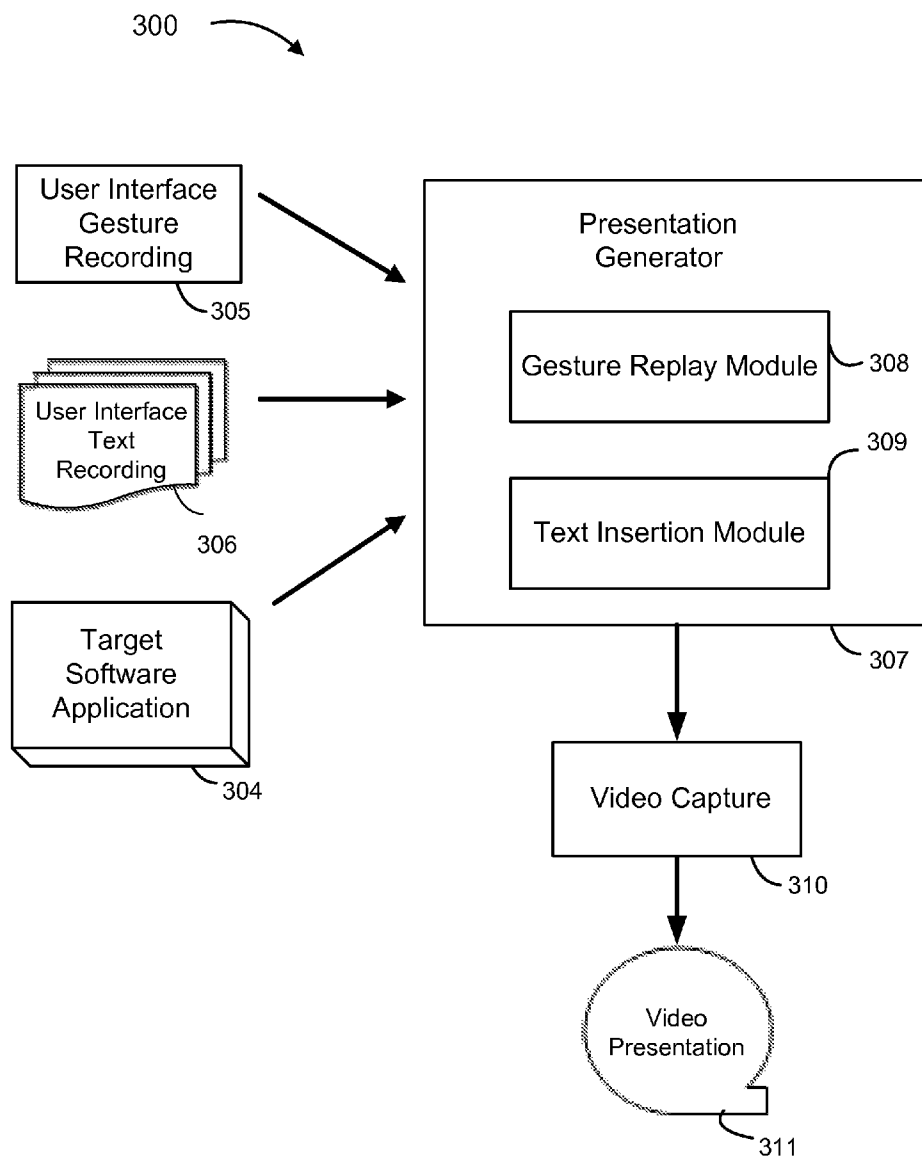 300
User Interface
Gesture
Recording
305
User Interface
Text
Recording
306
Target
Software
Application
304
Presentation
Generator
Gesture Replay Module
308
309
Text Insertion Module
307
Video Capture
310
Video
Presentation
311